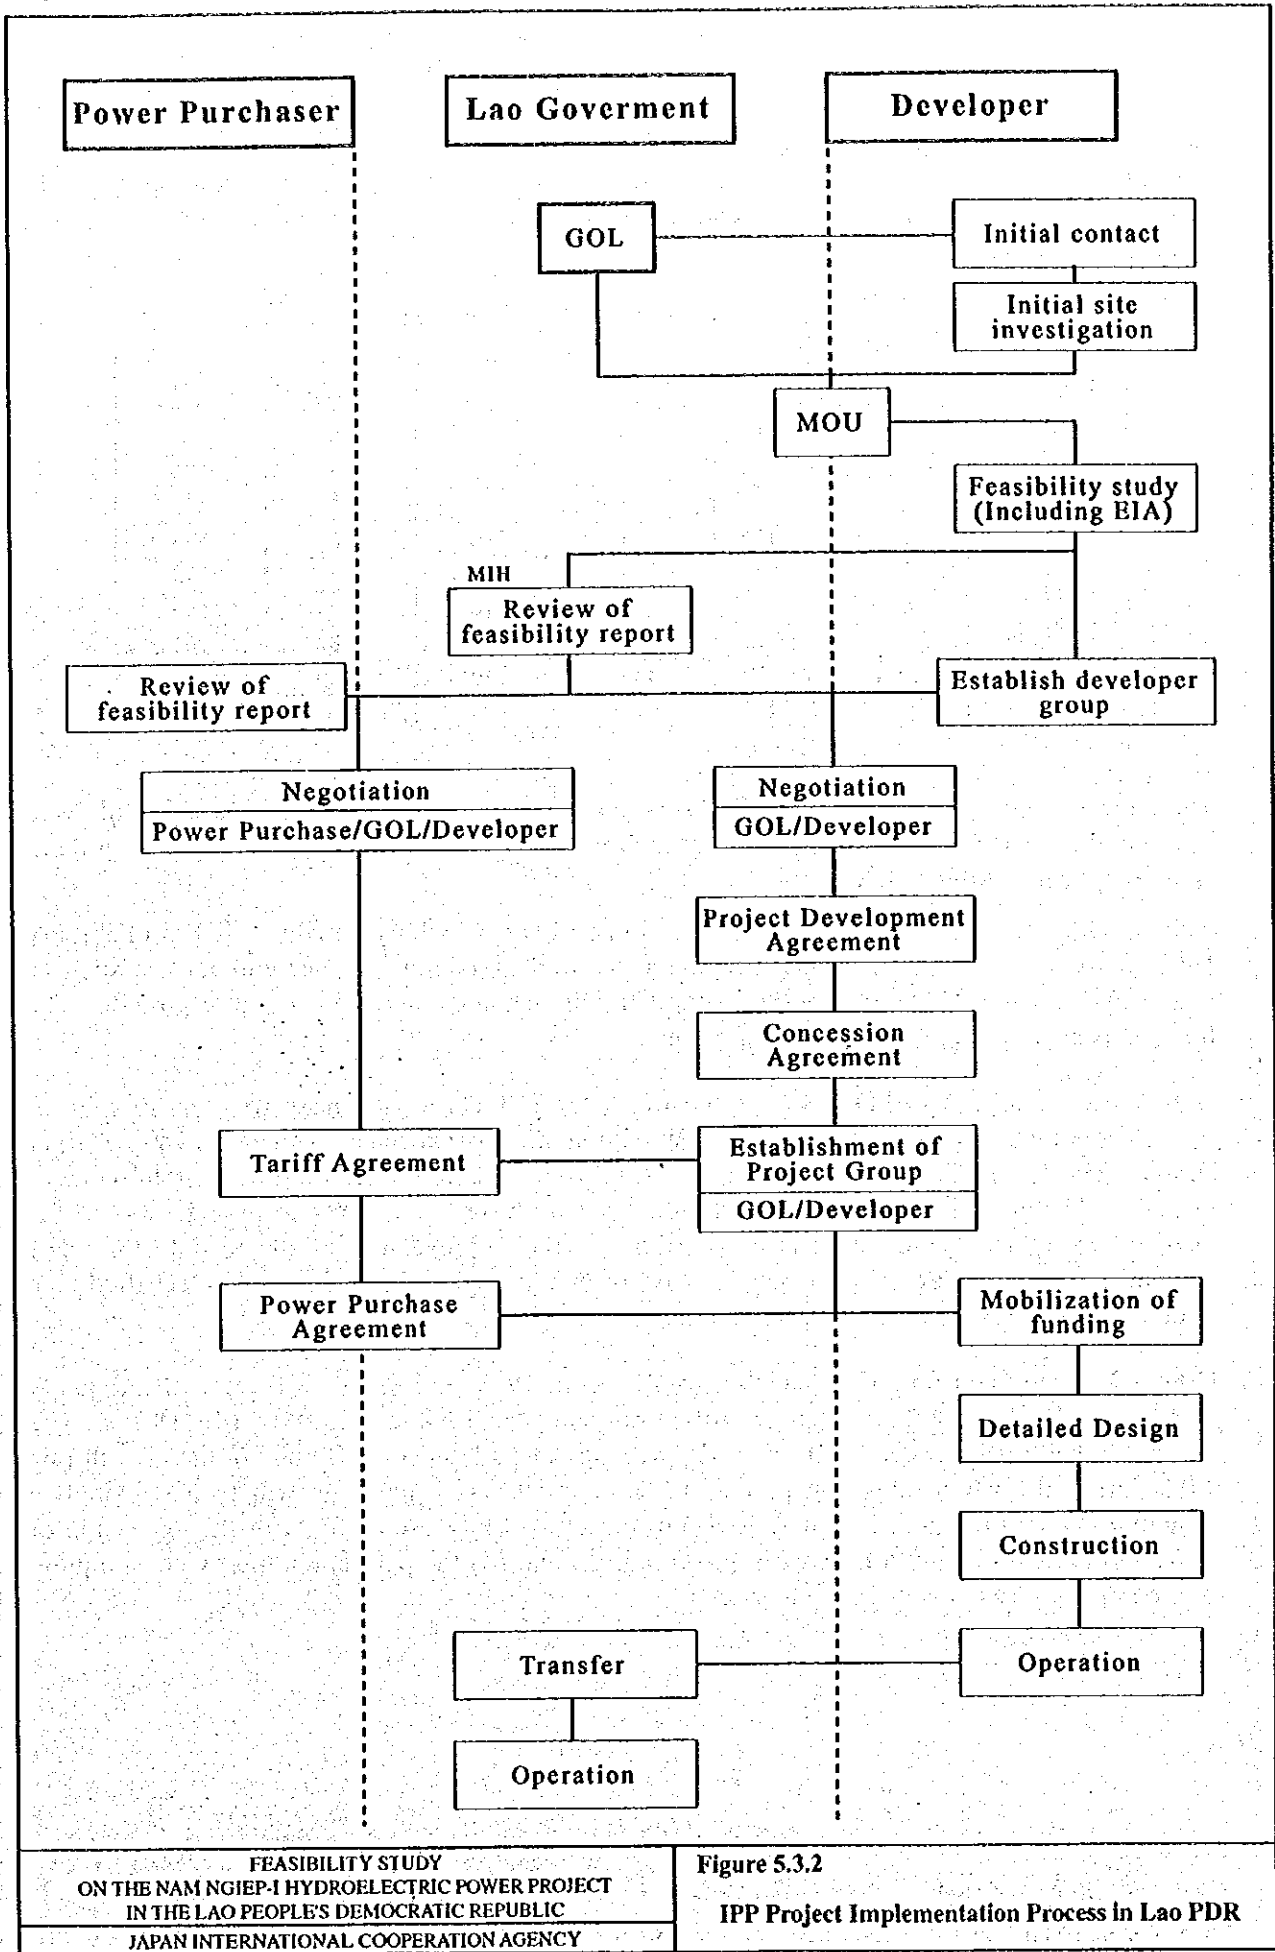 Power Purchaser
Lao Goverment
Developer
GOL
Initial contact
Initial site
investigation
MOU
Feasibility study
(Including EIA)
MIH
Review of
feasibility report
Review of
feasibility report
Establish developer
group
Negotiation
Power Purchase/GOL/Developer
Negotiation
GOL/Developer
Project Development
Agreement
Concession
Agreement
Tariff Agreement
Establishment of
Project Group
GOL/Developer
Power Purchase
Agreement
Mobilization of
funding
Detailed Design
Construction
Transfer
Operation
Operation
FEASIBILITY STUDY
ON THE NAM NGIEP-I HYDROELECTRIC POWER PROJECT
IN THE LAO PEOPLE'S DEMOCRATIC REPUBLIC
JAPAN INTERNATIONAL COOPERATION AGENCY
Figure 5.3.2
IPP Project Implementation Process in Lao PDR